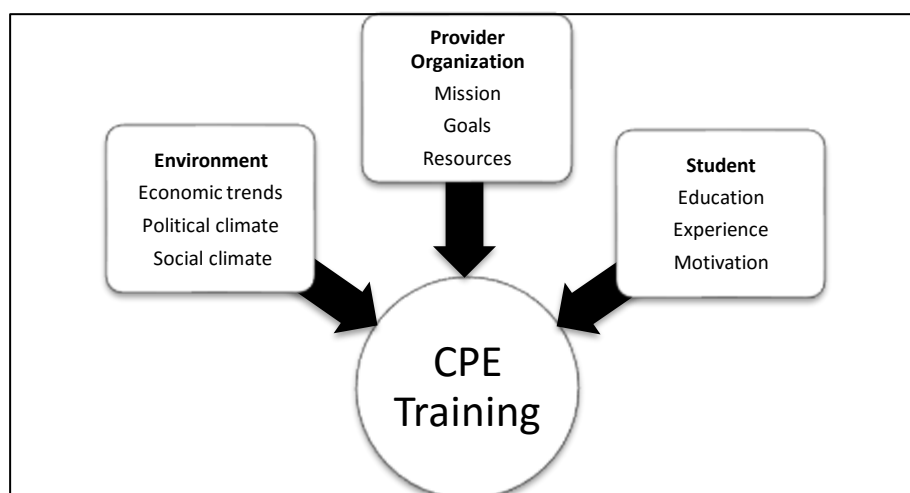 Provider
Organization
Mission
Goals
Resources
Environment
Economic trends
Political climate
Social climate
Student
Education
Experience
Motivation
CPE
Training